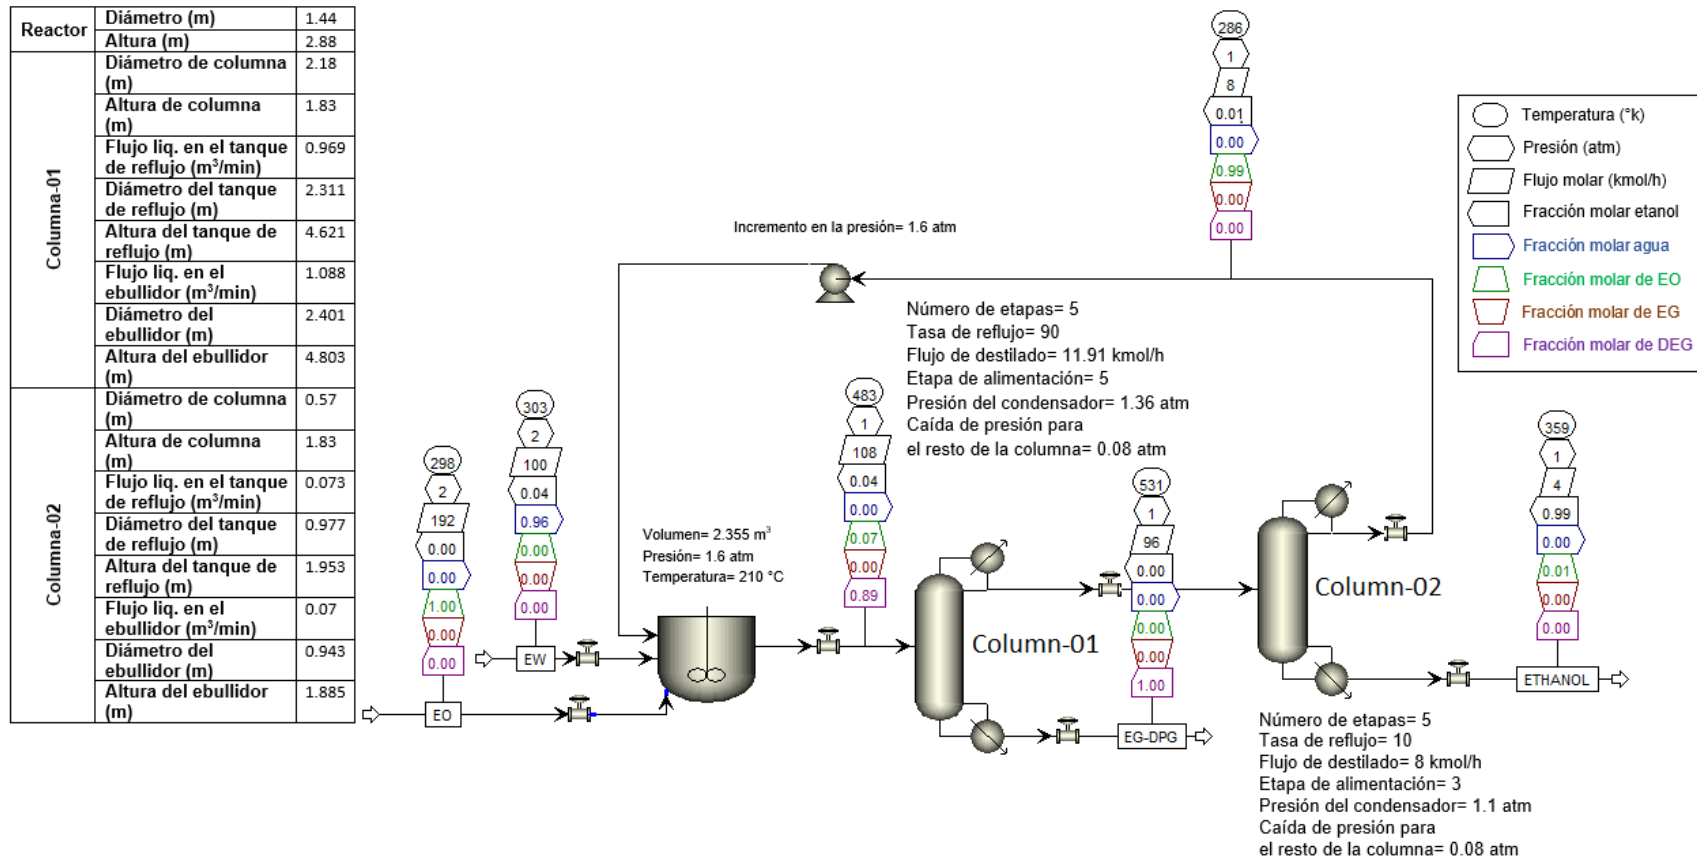 Reactor
Diámetro (m) 1.44
Altura (m) 2.88
Columna-01
Diámetro de columna 2.18
(m)
Altura de columna 1.83
(m)
Flujo liq. en el tanque 0.969
de reflujo (m³/min)
Diámetro del tanque 2.311
de reflujo (m)
Altura del tanque de 4.621
reflujo (m)
Flujo liq. en el 1.088
ebullidor (m³/min)
Diámetro del 2.401
ebullidor (m)
Altura del ebullidor 4.803
(m)
Columna-02
Diámetro de columna 0.57
(m)
Altura de columna 1.83
(m)
Flujo liq. en el tanque 0.073
de reflujo (m³/min)
Diámetro del tanque 0.977
de reflujo (m)
Altura del tanque de 1.953
reflujo (m)
Flujo liq. en el 0.07
ebullidor (m³/min)
Diámetro del 0.943
ebullidor (m)
Altura del ebullidor 1.885
(m)
298
2
192
0.00
0.00
1.00
0.00
0.00
EO
303
2
100
0.04
0.96
0.00
0.00
0.00
EW
Volumen= 2.355 m³
Presión= 1.6 atm
Temperatura= 210 °C
Incremento en la presión= 1.6 atm
483
1
108
0.04
0.00
0.07
0.00
0.89
Número de etapas= 5
Tasa de reflujo= 90
Flujo de destilado= 11.91 kmol/h
Etapa de alimentación= 5
Presión del condensador= 1.36 atm
Caída de presión para
el resto de la columna= 0.08 atm
Column-01
531
1
96
0.00
0.00
0.00
0.00
1.00
EG-DPG
286
1
8
0.01
0.00
0.99
0.00
0.00
Column-02
359
1
4
0.99
0.00
0.01
0.00
0.00
ETHANOL
Número de etapas= 5
Tasa de reflujo= 10
Flujo de destilado= 8 kmol/h
Etapa de alimentación= 3
Presión del condensador= 1.1 atm
Caída de presión para
el resto de la columna= 0.08 atm
Temperatura (°k)
Presión (atm)
Flujo molar (kmol/h)
Fracción molar etanol
Fracción molar agua
Fracción molar de EO
Fracción molar de EG
Fracción molar de DEG